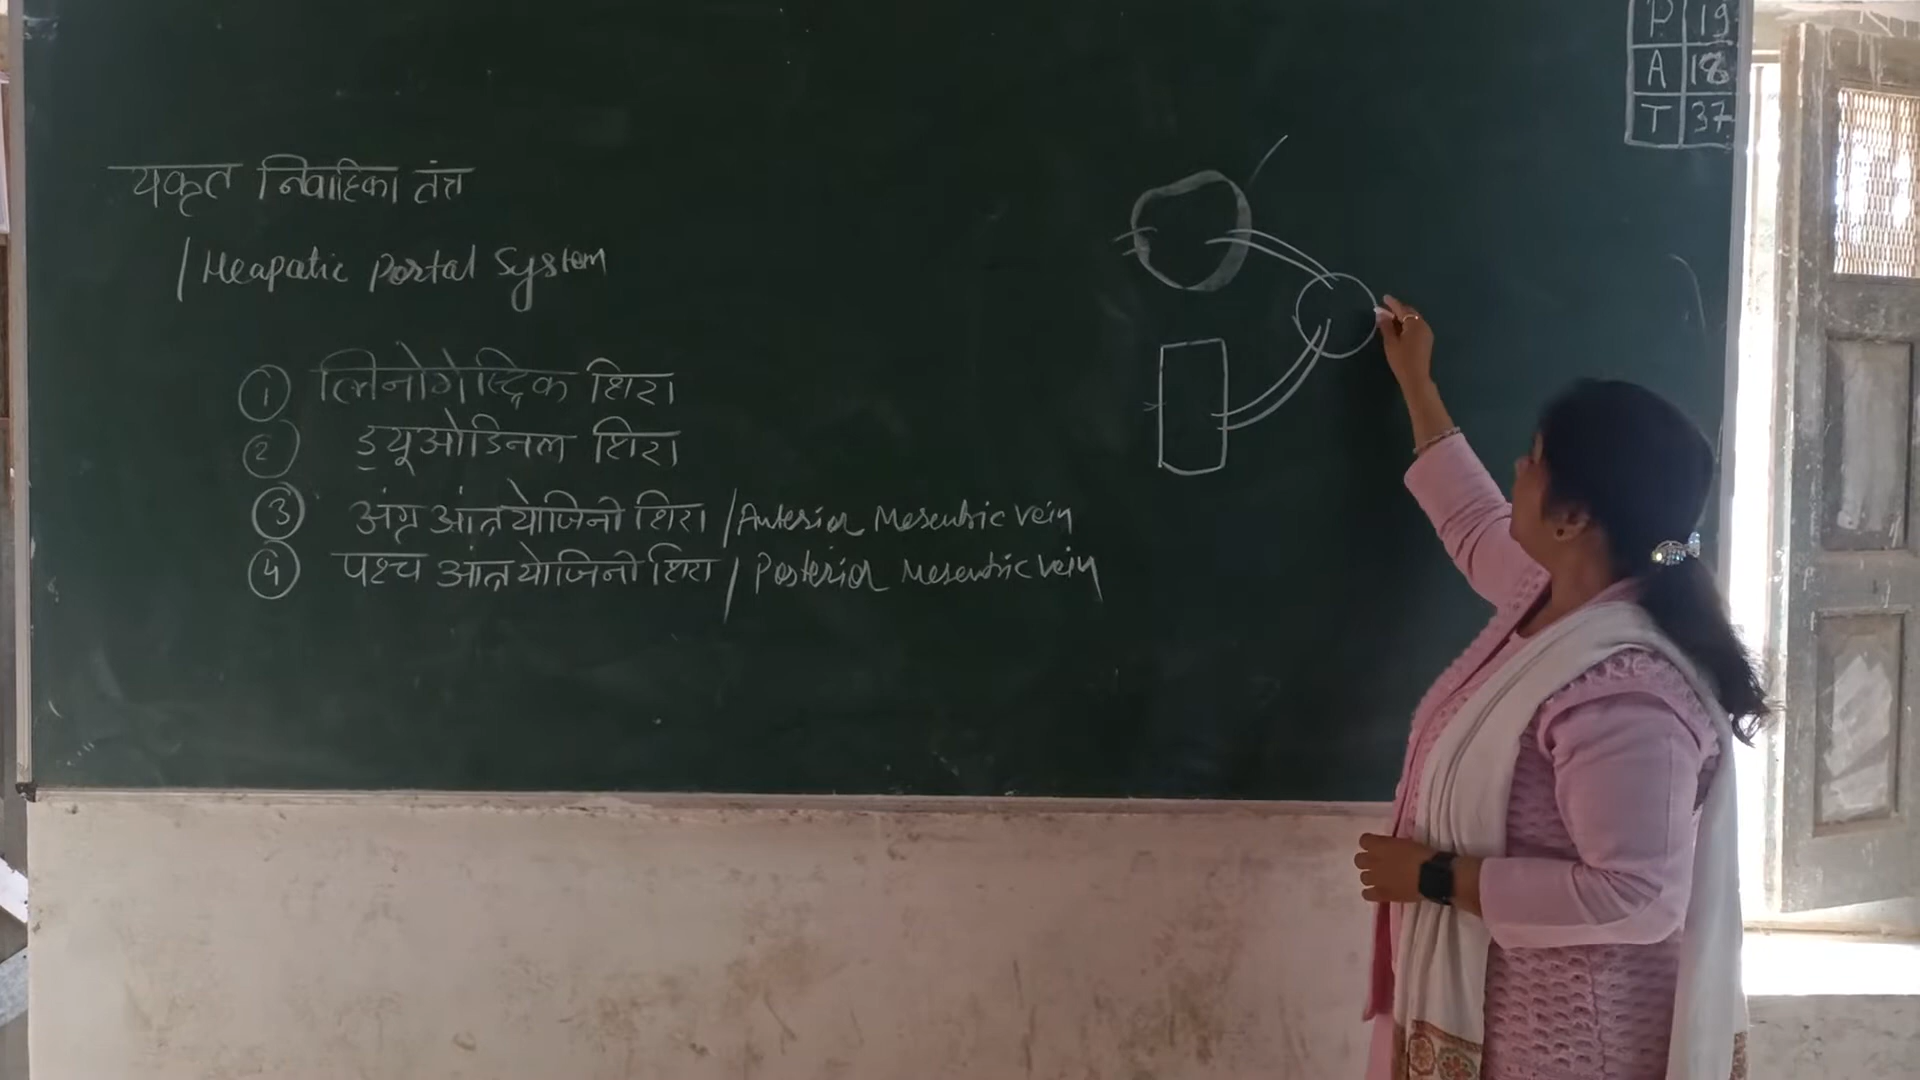 यकृत निवाहिका तंत्र
/ Heapatic Portal System
① लिनोगैस्ट्रिक शिरा
② ड्यूओडिनल शिरा
③ अंग्र आंत्रयोजिनी शिरा / Anterior Mesentric vein
④ पश्च आंत्रयोजिनी शिरा / Posterior Mesentric vein
P 19
A 18
T 37